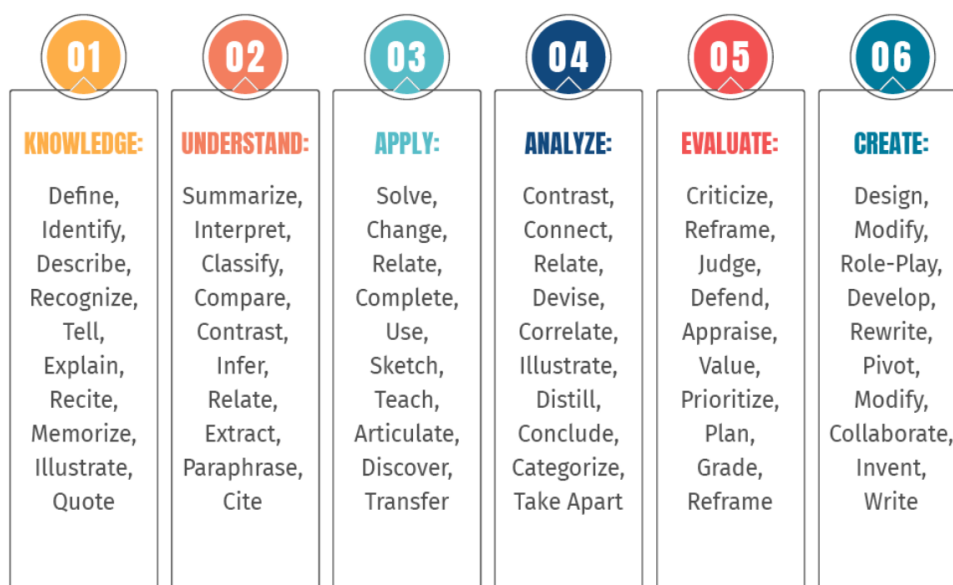 01
KNOWLEDGE:
Define,
Identify,
Describe,
Recognize,
Tell,
Explain,
Recite,
Memorize,
Illustrate,
Quote
02
UNDERSTAND:
Summarize,
Interpret,
Classify,
Compare,
Contrast,
Infer,
Relate,
Extract,
Paraphrase,
Cite
03
APPLY:
Solve,
Change,
Relate,
Complete,
Use,
Sketch,
Teach,
Articulate,
Discover,
Transfer
04
ANALYZE:
Contrast,
Connect,
Relate,
Devise,
Correlate,
Illustrate,
Distill,
Conclude,
Categorize,
Take Apart
05
EVALUATE:
Criticize,
Reframe,
Judge,
Defend,
Appraise,
Value,
Prioritize,
Plan,
Grade,
Reframe
06
CREATE:
Design,
Modify,
Role-Play,
Develop,
Rewrite,
Pivot,
Modify,
Collaborate,
Invent,
Write